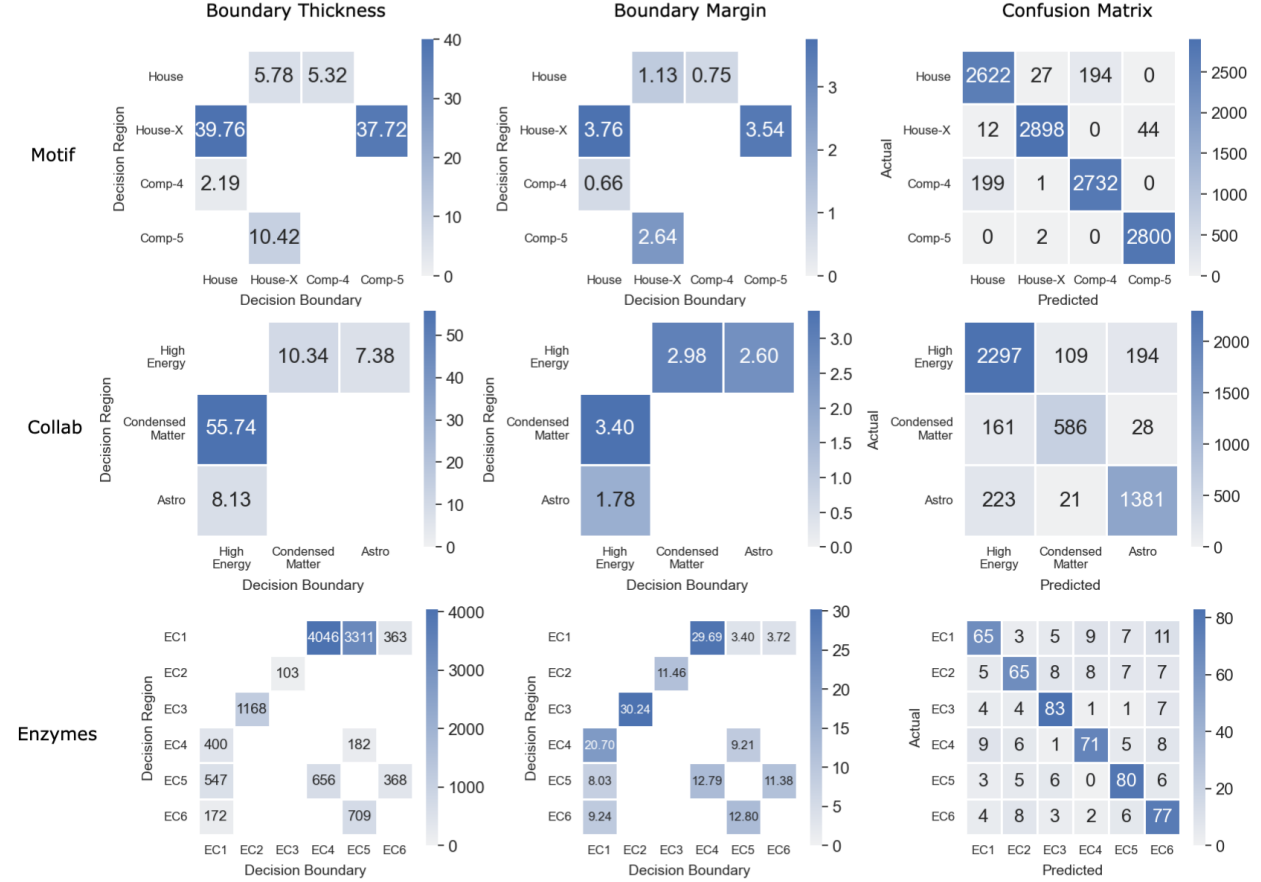 Boundary Thickness Boundary Margin Confusion Matrix
Motif
Decision Region
House 5.78 5.32
House-X 39.76 37.72
Comp-4 2.19
Comp-5 10.42
House House-X Comp-4 Comp-5
Decision Boundary
40
30
20
10
0
Decision Region
House 1.13 0.75
House-X 3.76 3.54
Comp-4 0.66
Comp-5 2.64
House House-X Comp-4 Comp-5
Decision Boundary
3
2
1
0
Actual
House 2622 27 194 0
House-X 12 2898 0 44
Comp-4 199 1 2732 0
Comp-5 0 2 0 2800
House House-X Comp-4 Comp-5
Predicted
2500
2000
1500
1000
500
0
Collab
Decision Region
High
Energy
10.34 7.38
Condensed
Matter
55.74
Astro 8.13
High Condensed Astro
Energy Matter
Decision Boundary
50
40
30
20
10
0
Decision Region
High
Energy
2.98 2.60
Condensed
Matter
3.40
Astro 1.78
High Condensed Astro
Energy Matter
Decision Boundary
3.0
2.5
2.0
1.5
1.0
0.5
0.0
Actual
High
Energy
2297 109 194
Condensed
Matter
161 586 28
Astro 223 21 1381
High Condensed Astro
Energy Matter
Predicted
2000
1500
1000
500
0
Enzymes
Decision Region
EC1 4046 3311 363
EC2 103
EC3 1168
EC4 400 182
EC5 547 656 368
EC6 172 709
EC1 EC2 EC3 EC4 EC5 EC6
Decision Boundary
4000
3000
2000
1000
0
Decision Region
EC1 29.69 3.40 3.72
EC2 11.46
EC3 30.24
EC4 20.70 9.21
EC5 8.03 12.79 11.38
EC6 9.24 12.80
EC1 EC2 EC3 EC4 EC5 EC6
Decision Boundary
30
25
20
15
10
5
0
Actual
EC1 65 3 5 9 7 11
EC2 5 65 8 8 7 7
EC3 4 4 83 1 1 7
EC4 9 6 1 71 5 8
EC5 3 5 6 0 80 6
EC6 4 8 3 2 6 77
EC1 EC2 EC3 EC4 EC5 EC6
Predicted
80
60
40
20
0